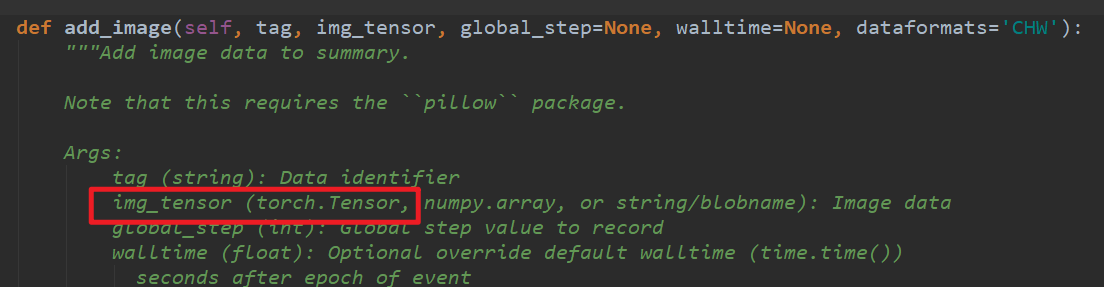 def add_image(self, tag, img_tensor, global_step=None, walltime=None, dataformats='CHW'):
"""Add image data to summary.
Note that this requires the ``pillow`` package.
Args:
tag (string): Data identifier
img_tensor (torch.Tensor, numpy.array, or string/blobname): Image data
global_step (int): Global step value to record
walltime (float): Optional override default walltime (time.time())
seconds after epoch of event